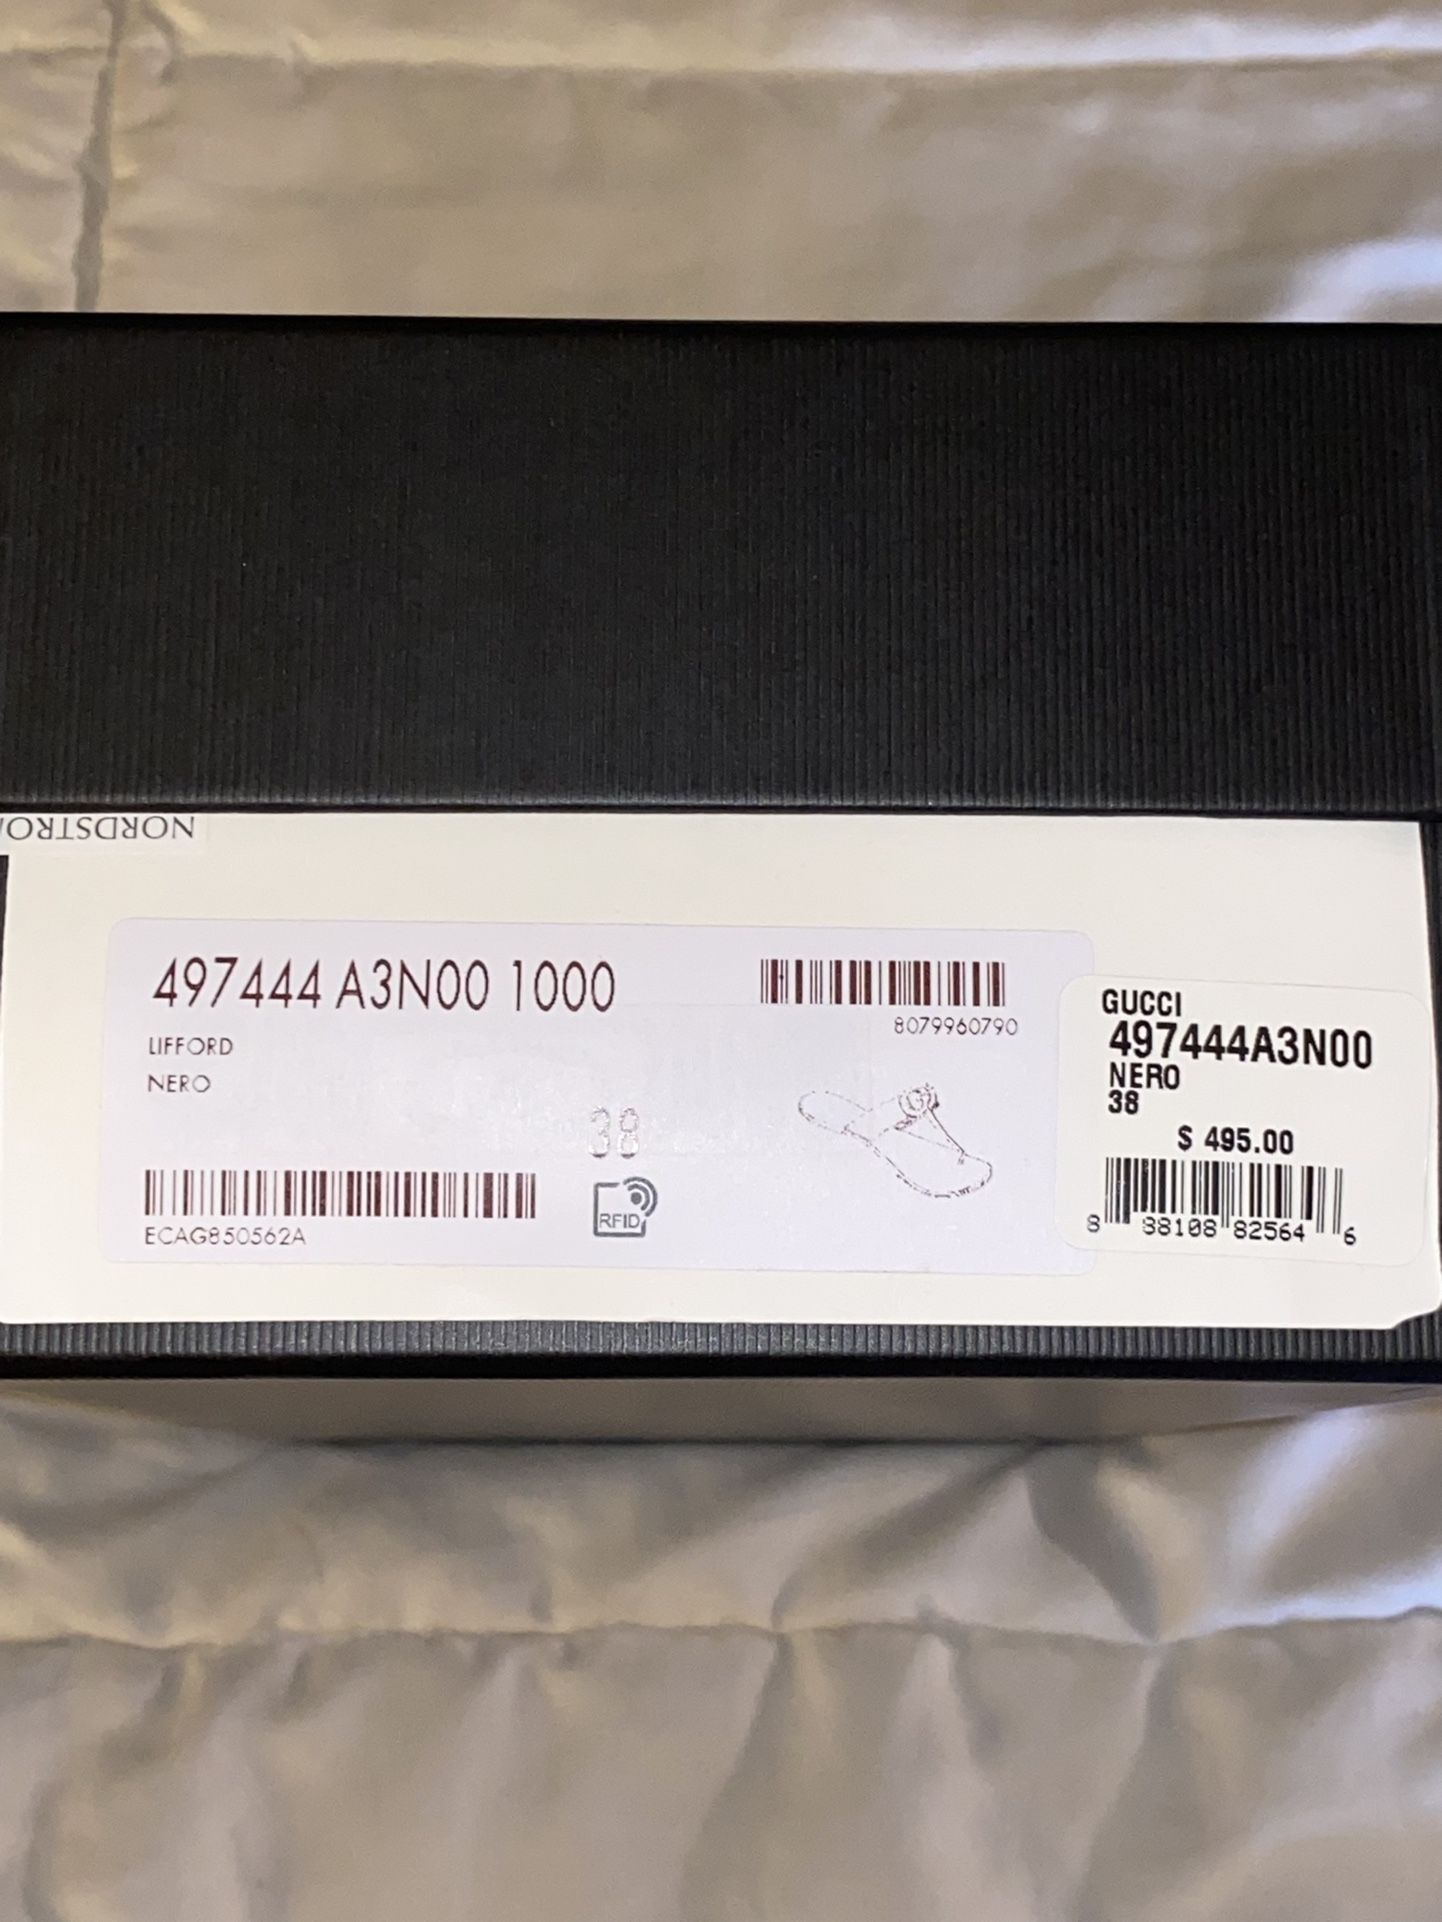 NORDSTRO
497444 A3N00 1000
8079960790
LIFFORD
NERO
38
ECAG850562A
RFID
GUCCI
497444A3N00
NERO
38
$ 495.00
8 88108 82564 6